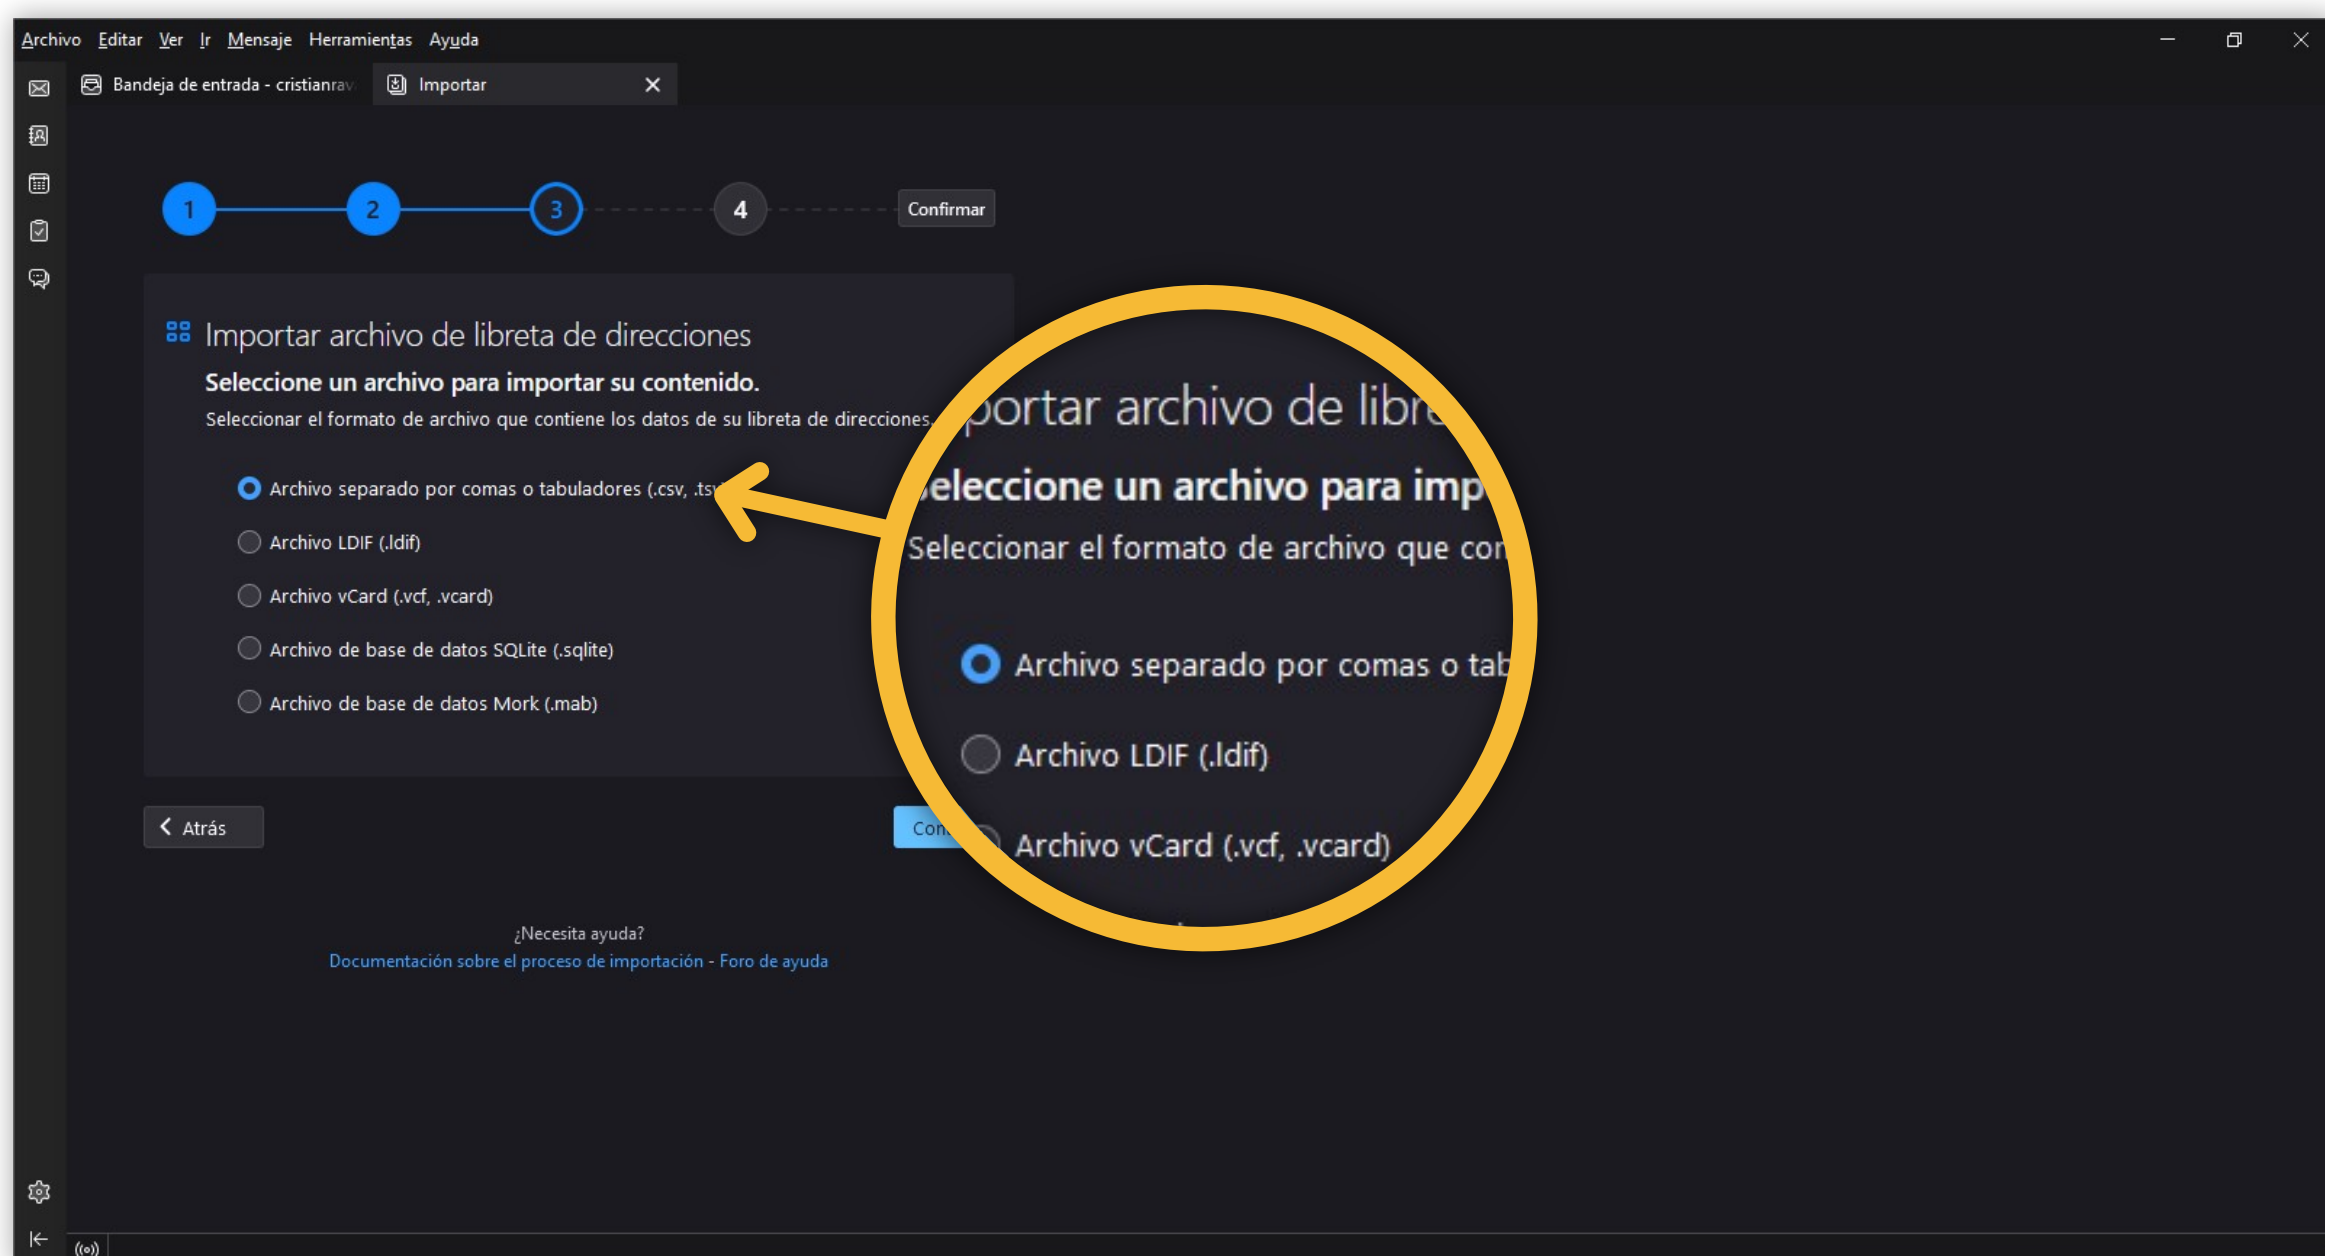 Archivo Editar Ver Ir Mensaje Herramientas Ayuda
Bandeja de entrada - cristianrav
Importar
1 2 3 4 Confirmar
Importar archivo de libreta de direcciones
Seleccione un archivo para importar su contenido.
Seleccionar el formato de archivo que contiene los datos de su libreta de direcciones.
Archivo separado por comas o tabuladores (.csv, .tsv
Archivo LDIF (.ldif)
Archivo vCard (.vcf, .vcard)
Archivo de base de datos SQLite (.sqlite)
Archivo de base de datos Mork (.mab)
Atrás
Con
¿Necesita ayuda?
Documentación sobre el proceso de importación - Foro de ayuda
portar archivo de libre
eleccione un archivo para imp
Seleccionar el formato de archivo que con
Archivo separado por comas o tab
Archivo LDIF (.ldif)
Archivo vCard (.vcf, .vcard)